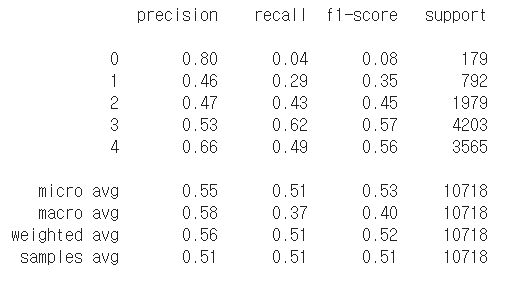 precision recall f1-score support
0 0.80 0.04 0.08 179
1 0.46 0.29 0.35 792
2 0.47 0.43 0.45 1979
3 0.53 0.62 0.57 4203
4 0.66 0.49 0.56 3565
micro avg 0.55 0.51 0.53 10718
macro avg 0.58 0.37 0.40 10718
weighted avg 0.56 0.51 0.52 10718
samples avg 0.51 0.51 0.51 10718